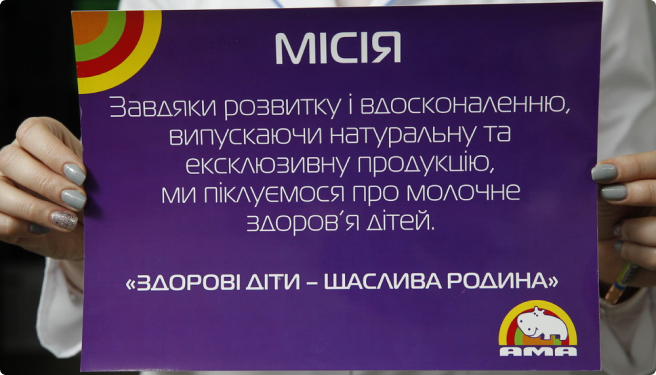 МІСІЯ
Завдяки розвитку і вдосконаленню,
випускаючи натуральну та
ексклюзивну продукцію,
ми піклуємося про молочне
здоров'я дітей.
«ЗДОРОВІ ДІТИ – ЩАСЛИВА РОДИНА»
АМА